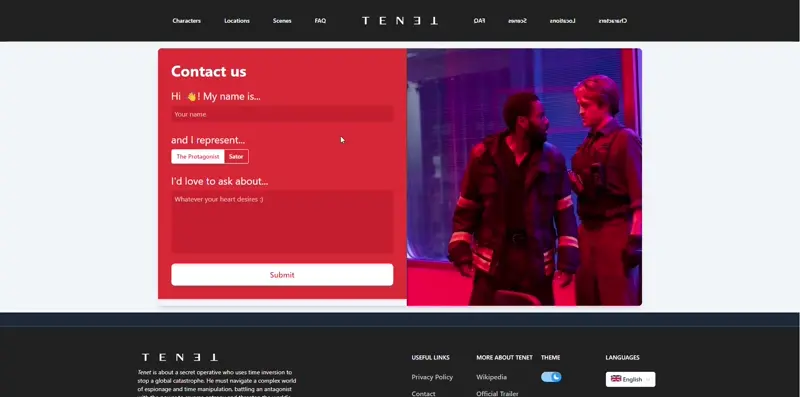 Characters Locations Scenes FAQ TENET FAQ Scenes Locations Characters
Contact us
Hi 👋! My name is...
Your name
and I represent...
The Protagonist Sator
I'd love to ask about...
Whatever your heart desires :)
Submit
TENET
Tenet is about a secret operative who uses time inversion to
stop a global catastrophe. He must navigate a complex world
of espionage and time manipulation, battling an antagonist
USEFUL LINKS
Privacy Policy
Contact
MORE ABOUT TENET
Wikipedia
Official Trailer
THEME
LANGUAGES
English